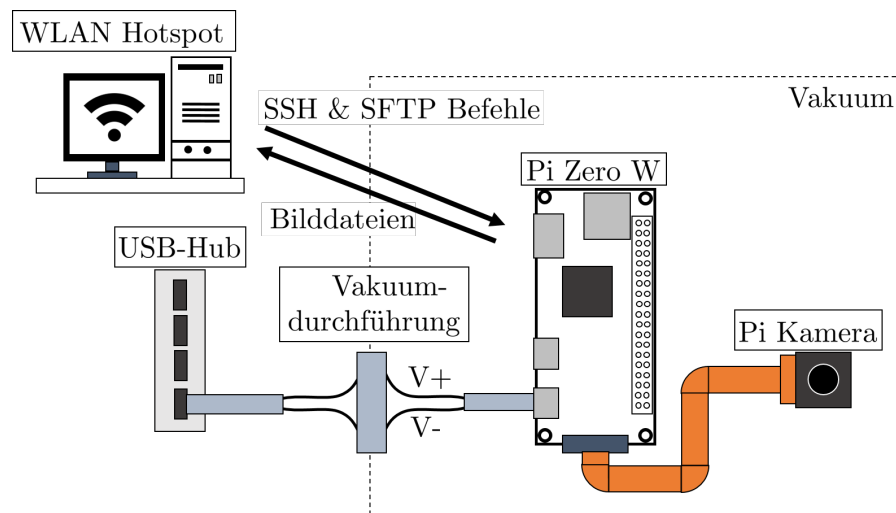 WLAN Hotspot
SSH & SFTP Befehle
Vakuum
Pi Zero W
Bilddateien
USB-Hub
Vakuum-
durchführung
Pi Kamera
V+
V-